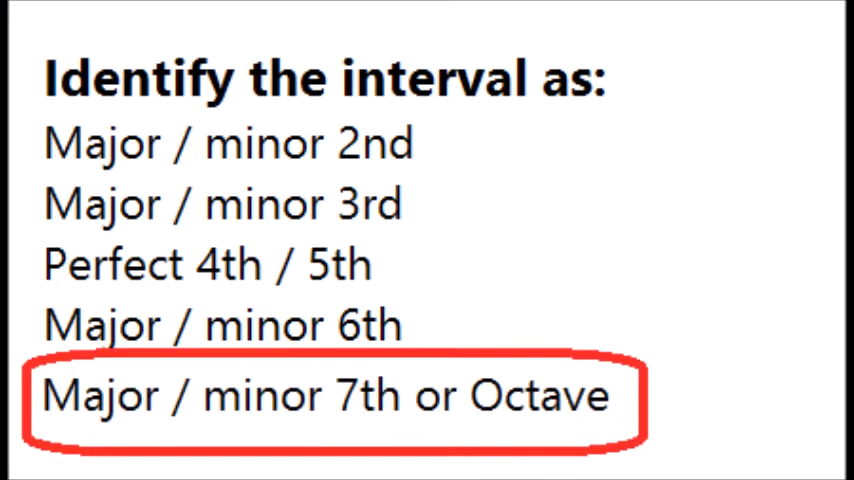 Identify the interval as:
Major / minor 2nd
Major / minor 3rd
Perfect 4th / 5th
Major / minor 6th
Major / minor 7th or Octave